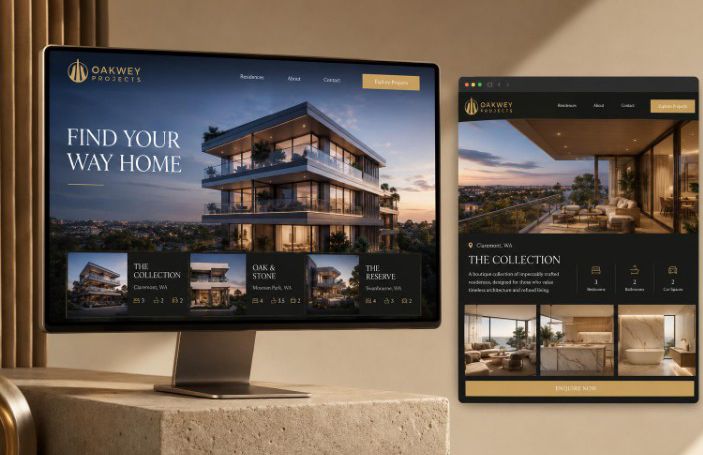 OAKWEY
PROJECTS
Residences
About
Contact
Explore Projects
FIND YOUR
WAY HOME
THE
COLLECTION
Claremont, WA
3 2 2
OAK &
STONE
Mosman Park, WA
4 3.5 2
THE
RESERVE
Swanbourne, WA
4 3 2
OAKWEY
PROJECTS
Residences
About
Contact
Explore Projects
Claremont, WA
THE COLLECTION
A boutique collection of impeccably crafted
residences, designed for those who value
timeless architecture and refined living.
3
Bedrooms
2
Bathrooms
2
Car Spaces
ENQUIRE NOW